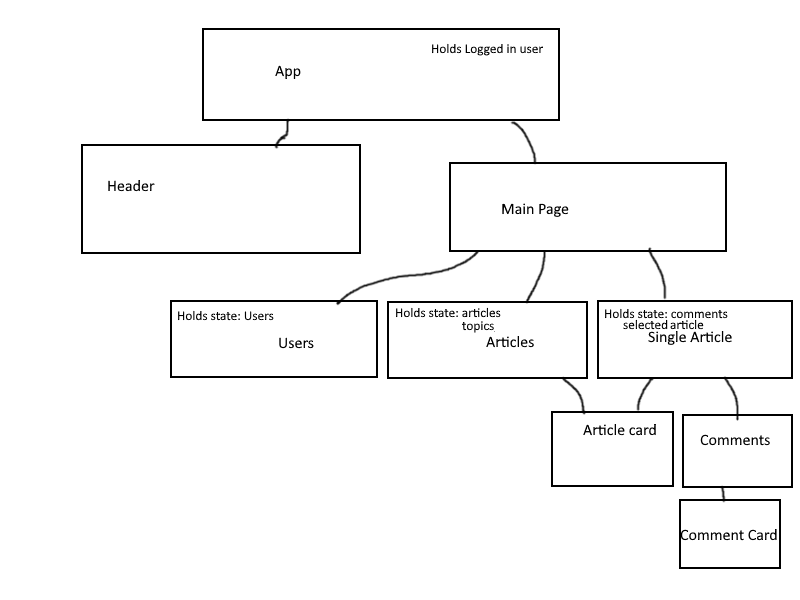 Holds Logged in user
App
Header
Main Page
Holds state: Users
Users
Holds state: articles
topics
Articles
Holds state: comments
selected article
Single Article
Article card
Comments
Comment Card